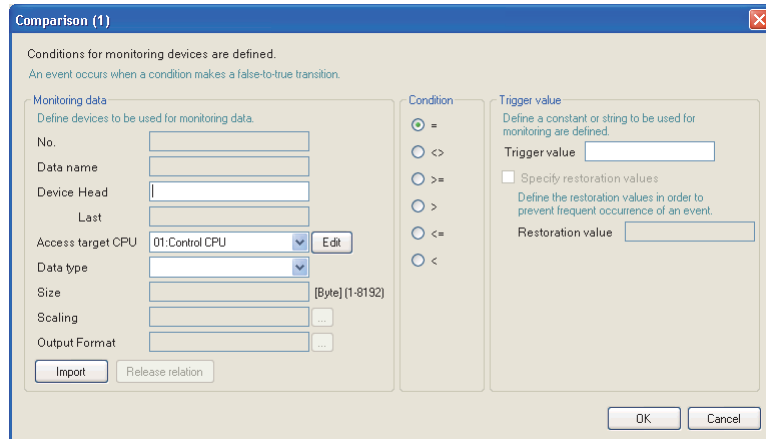 Comparison (1)
Conditions for monitoring devices are defined.
An event occurs when a condition makes a false-to-true transition.
Monitoring data
Define devices to be used for monitoring data.
No.
Data name
Device Head
Last
Access target CPU 01:Control CPU Edit
Data type
Size [Byte] (1-8192)
Scaling ...
Output Format ...
Import Release relation
Condition
=
<>
>=
>
<=
<
Trigger value
Define a constant or string to be used for
monitoring are defined.
Trigger value
Specify restoration values
Define the restoration values in order to
prevent frequent occurrence of an event.
Restoration value
OK Cancel